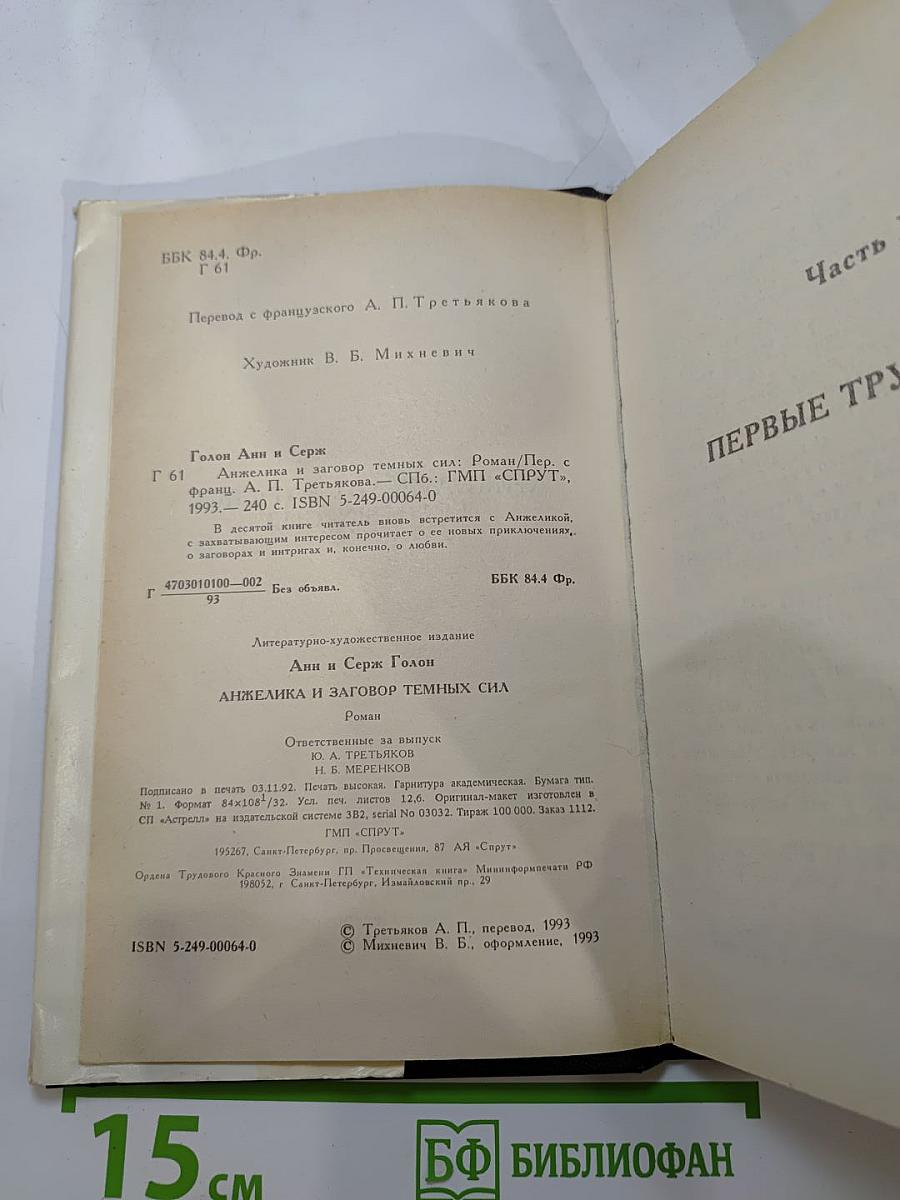 ББК 84.4. Фр.
Г 61
Перевод с французского А. П. Третьякова
Художник В. Б. Михневич
Голон Анн и Серж
Г 61 Анжелика и заговор темных сил: Роман/Пер. с
франц. А. П. Третьякова.— СПб.: ГМП «СПРУТ»,
1993.— 240 с. ISBN 5-249-00064-0
В десятой книге читатель вновь встретится с Анжеликой,
с захватывающим интересом прочитает о ее новых приключениях,
о заговорах и интригах и, конечно, о любви.
Г 4703010100—002
93
Без объявл.
ББК 84.4 Фр.
Литературно-художественное издание
Анн и Серж Голон
АНЖЕЛИКА И ЗАГОВОР ТЕМНЫХ СИЛ
Роман
Ответственные за выпуск
Ю. А. ТРЕТЬЯКОВ
Н. Б. МЕРЕНКОВ
Подписано в печать 03.11.92. Печать высокая. Гарнитура академическая. Бумага тип.
№ 1. Формат 84×108¹/32. Усл. печ. листов 12,6. Оригинал-макет изготовлен в
СП «Астрелл» на издательской системе 3В2, serial No 03032. Тираж 100 000. Заказ 1112.
ГМП «СПРУТ»
195267, Санкт-Петербург, пр. Просвещения, 87 АЯ «Спрут»
Ордена Трудового Красного Знамени ГП «Техническая книга» Мининформпечати РФ
198052, г Санкт-Петербург, Измайловский пр., 29
ISBN 5-249-00064-0
© Третьяков А. П., перевод, 1993
© Михневич В. Б., оформление, 1993
Часть
ПЕРВЫЕ ТРУ
15 см
БФ БИБЛИОФАН